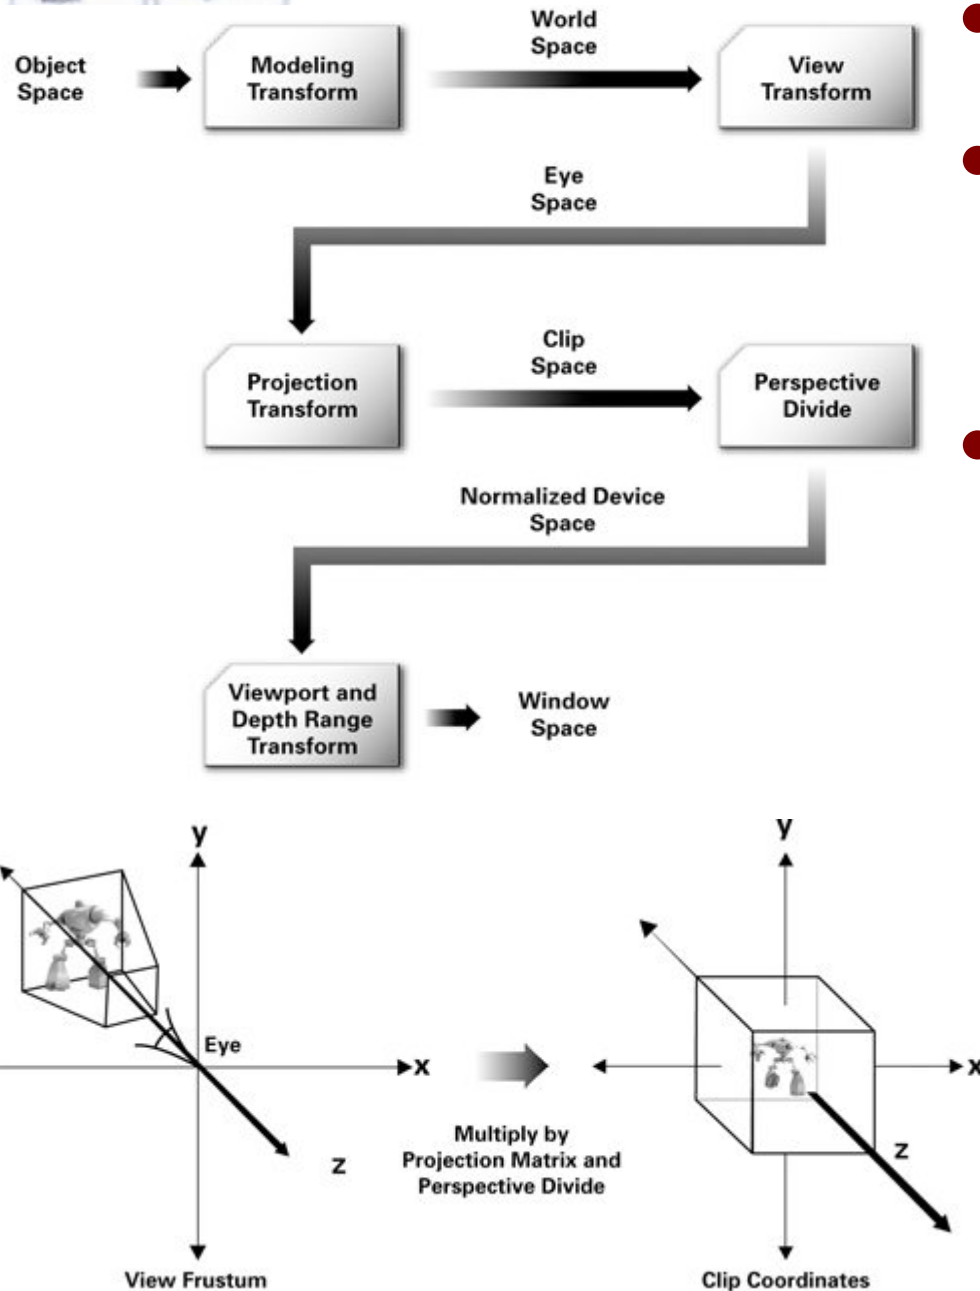 Object
Space
Modeling
Transform
World
Space
View
Transform
Eye
Space
Projection
Transform
Clip
Space
Perspective
Divide
Normalized Device
Space
Viewport and
Depth Range
Transform
Window
Space
y
Eye
x
z
View Frustum
Multiply by
Projection Matrix and
Perspective Divide
y
x
z
Clip Coordinates